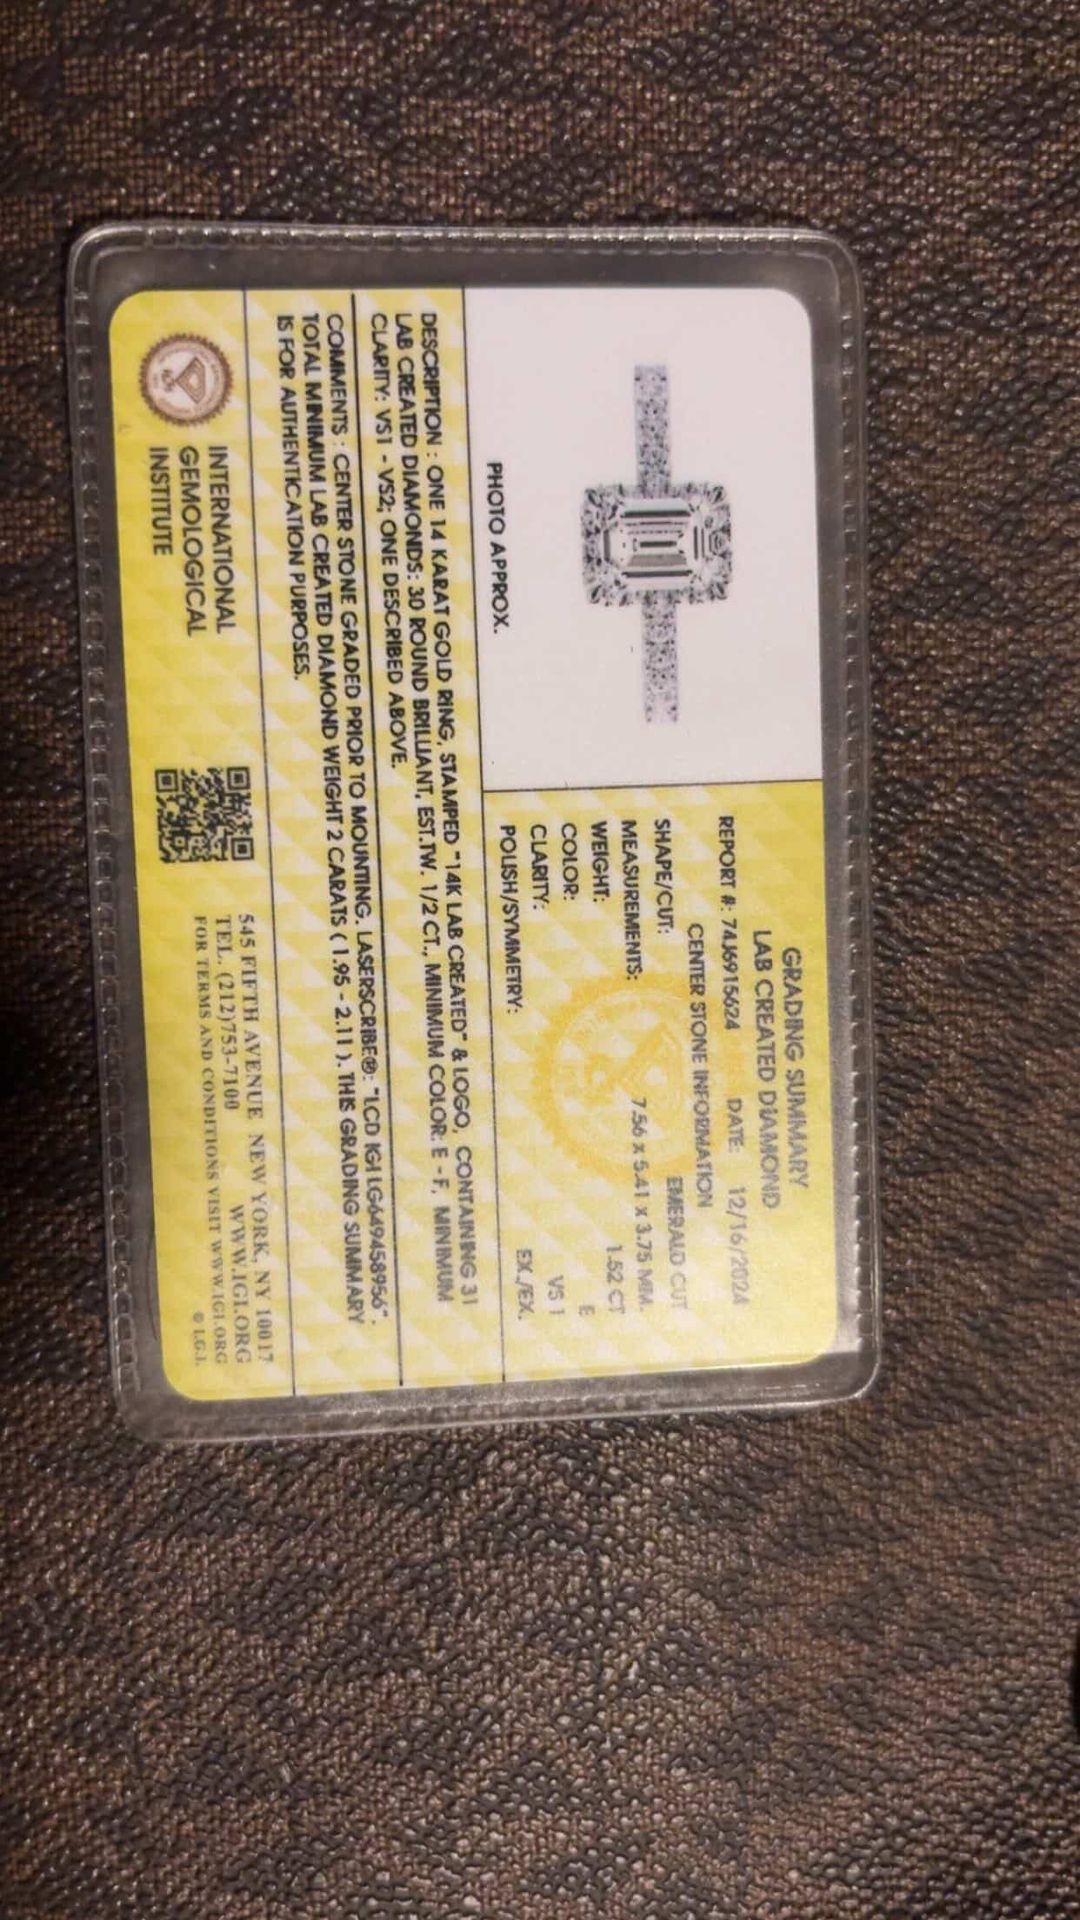 GRADING SUMMARY
LAB CREATED DIAMOND
REPORT #: 74J6915624 DATE: 12/16/2024
CENTER STONE INFORMATION
SHAPE/CUT: EMERALD CUT
MEASUREMENTS: 7.56 X 5.41 X 3.75 MM.
WEIGHT: 1.52 CT
COLOR: E
CLARITY: VS 1
POLISH/SYMMETRY: EX./EX.
PHOTO APPROX.
DESCRIPTION : ONE 14 KARAT GOLD RING, STAMPED "14K LAB CREATED" & LOGO, CONTAINING 31
LAB CREATED DIAMONDS: 30 ROUND BRILLIANT, EST.TW. 1/2 CT., MINIMUM COLOR: E - F, MINIMUM
CLARITY: VS1 - VS2; ONE DESCRIBED ABOVE.
COMMENTS : CENTER STONE GRADED PRIOR TO MOUNTING. LASERSCRIBE®: "LCD IGI LG649458956".
TOTAL MINIMUM LAB CREATED DIAMOND WEIGHT 2 CARATS ( 1.95 - 2.11 ). THIS GRADING SUMMARY
IS FOR AUTHENTICATION PURPOSES.
INTERNATIONAL
GEMOLOGICAL
INSTITUTE
545 FIFTH AVENUE NEW YORK, NY 10017
TEL. (212)753-7100 WWW.IGI.ORG
FOR TERMS AND CONDITIONS VISIT WWW.IGI.ORG
© I.G.I.